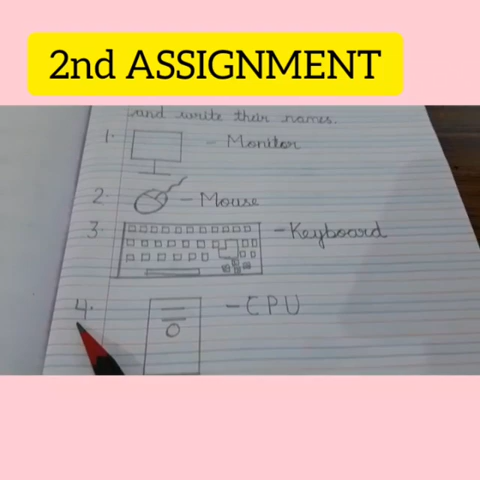 2nd ASSIGNMENT
and write their names.
1. - Monitor
2. - Mouse
3. - Keyboard
4. - CPU